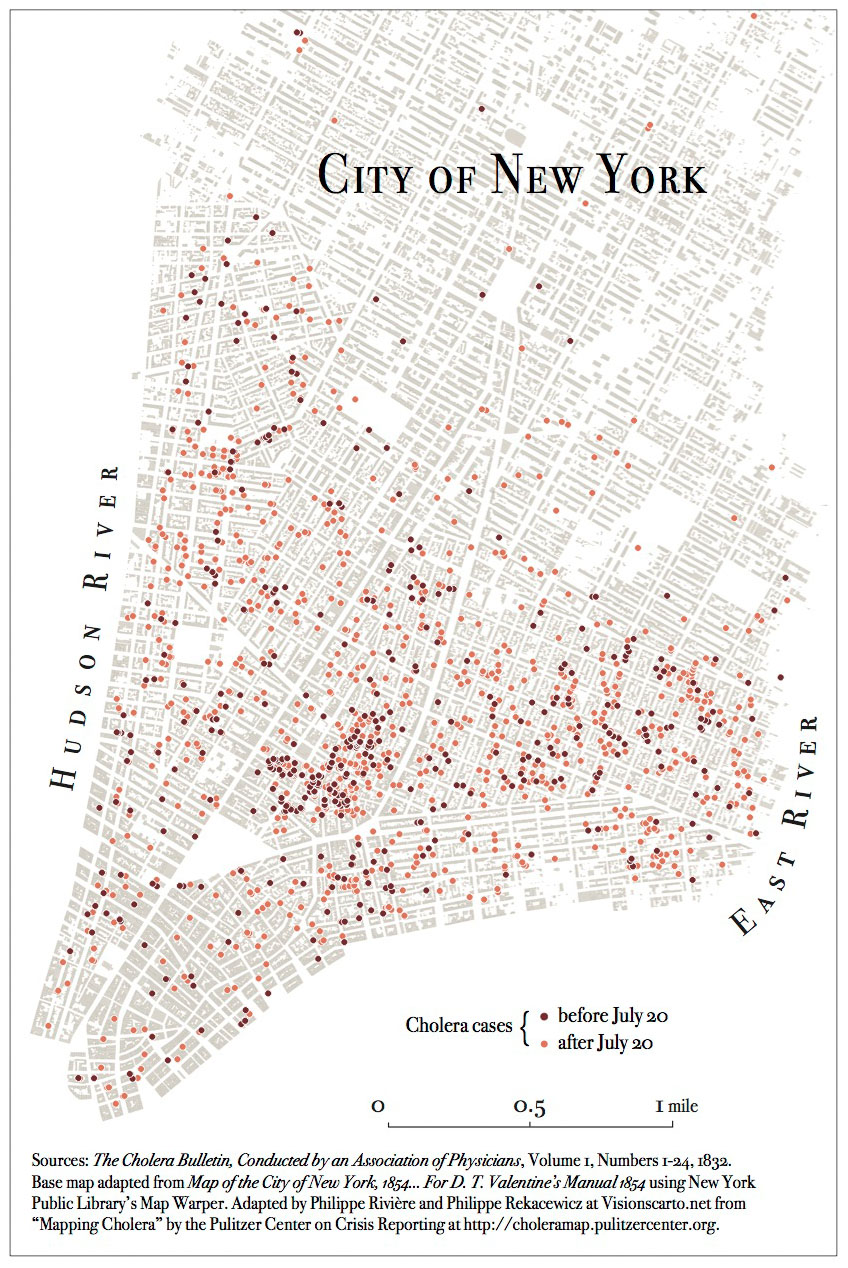 City of New York
Hudson River
East River
Cholera cases { before July 20
after July 20
0 0.5 1 mile
Sources: The Cholera Bulletin, Conducted by an Association of Physicians, Volume 1, Numbers 1-24, 1832.
Base map adapted from Map of the City of New York, 1854... For D. T. Valentine’s Manual 1854 using New York
Public Library’s Map Warper. Adapted by Philippe Rivière and Philippe Rekacewicz at Visionscarto.net from
“Mapping Cholera” by the Pulitzer Center on Crisis Reporting at http://choleramap.pulitzercenter.org.